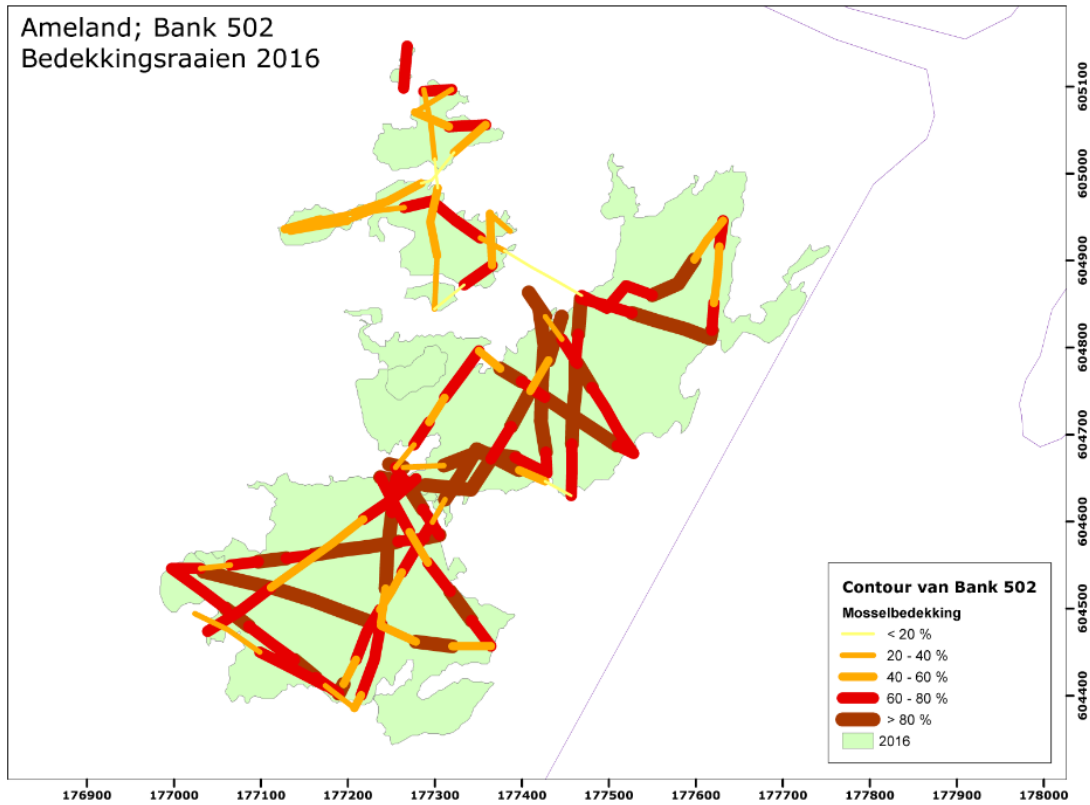 Ameland; Bank 502
Bedekkingsraaien 2016
605100
605000
604900
604800
604700
604600
604500
604400
Contour van Bank 502
Mosselbedekking
< 20 %
20 - 40 %
40 - 60 %
60 - 80 %
> 80 %
2016
176900 177000 177100 177200 177300 177400 177500 177600 177700 177800 177900 178000